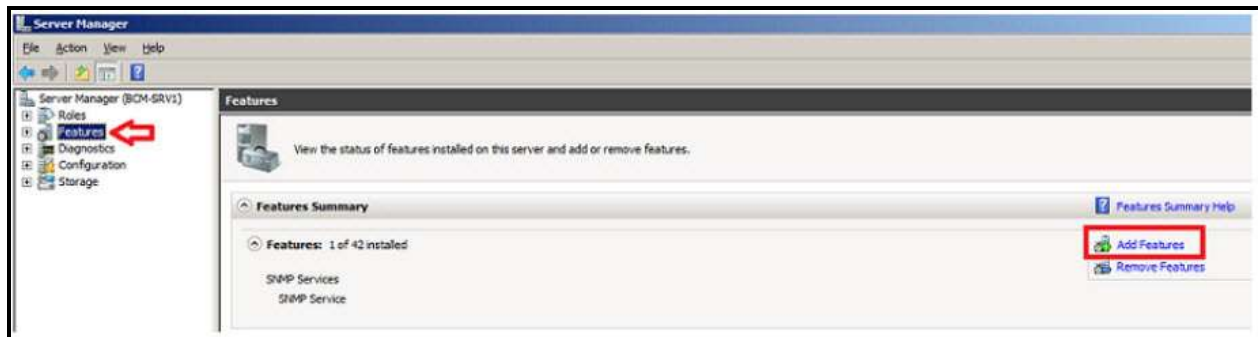 Server Manager
File Action View Help
Server Manager (BCM-SRV1)
Roles
Features
Diagnostics
Configuration
Storage
Features
View the status of features installed on this server and add or remove features.
Features Summary
Features Summary Help
Features: 1 of 42 installed
Add Features
Remove Features
SNMP Services
SNMP Service